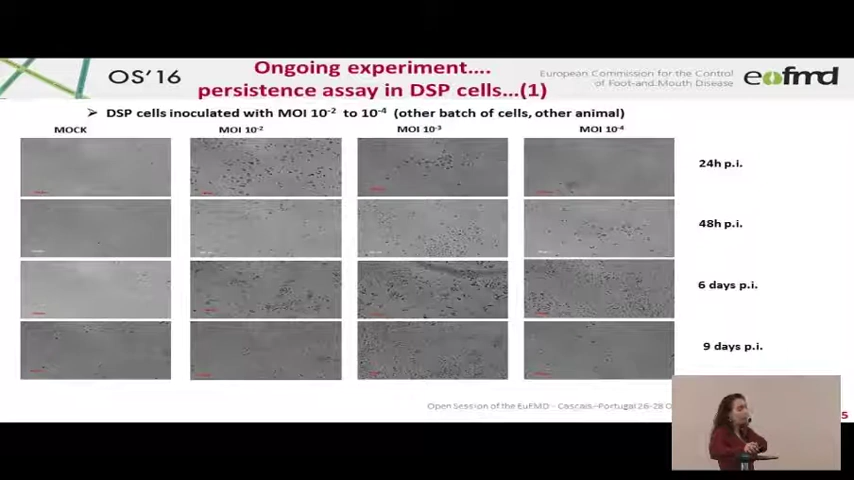 OS'16
Ongoing experiment....
persistence assay in DSP cells...(1)
European Commission for the Control
of Foot-and-Mouth Disease
eofmd
➢ DSP cells inoculated with MOI 10⁻² to 10⁻⁴ (other batch of cells, other animal)
MOCK
MOI 10⁻²
MOI 10⁻³
MOI 10⁻⁴
24h p.i.
48h p.i.
6 days p.i.
9 days p.i.
Open Session of the EuFMD - Cascais–Portugal 26-28 O
5